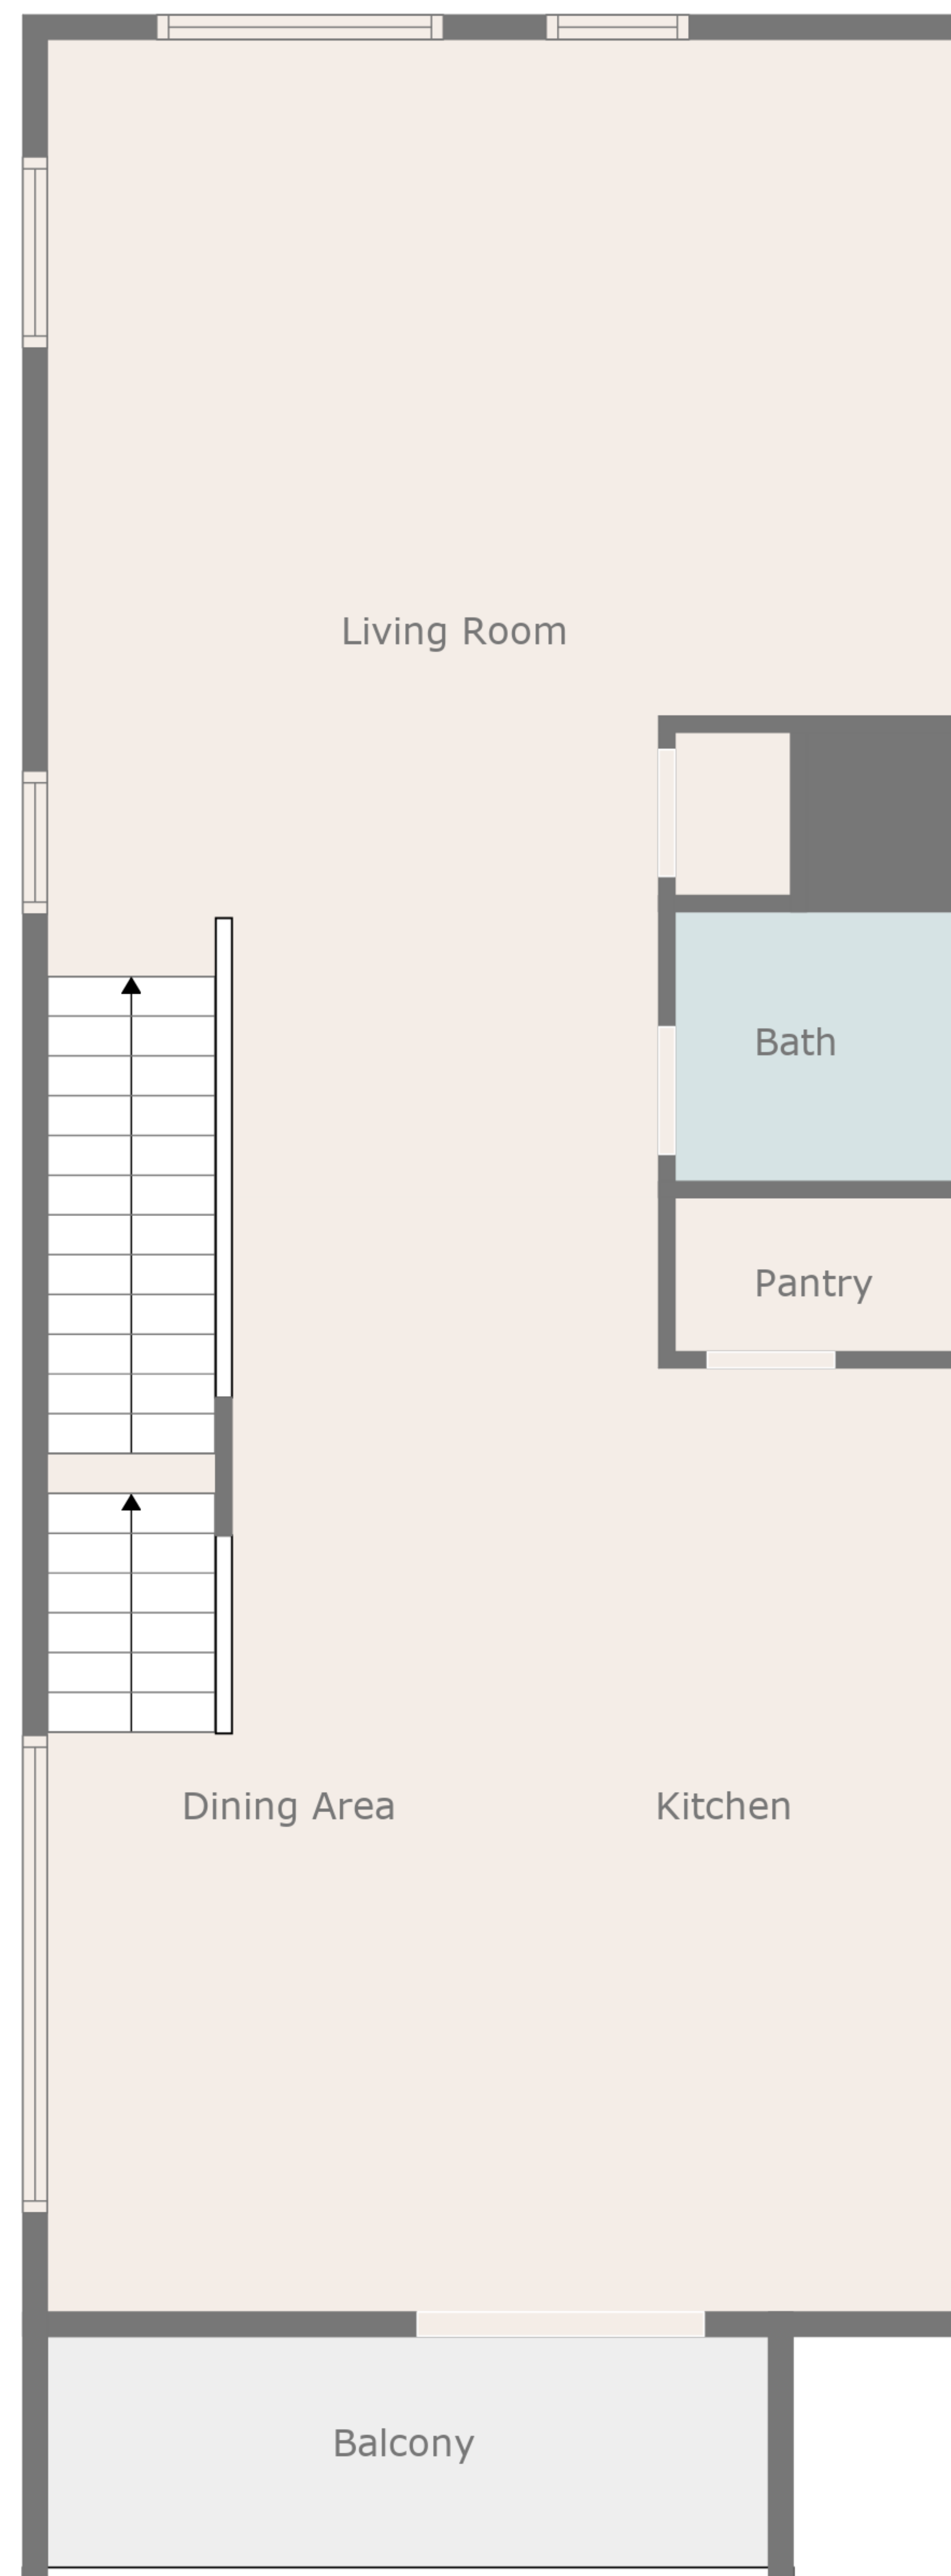 Living Room
Bath
Pantry
Dining Area
Kitchen
Balcony